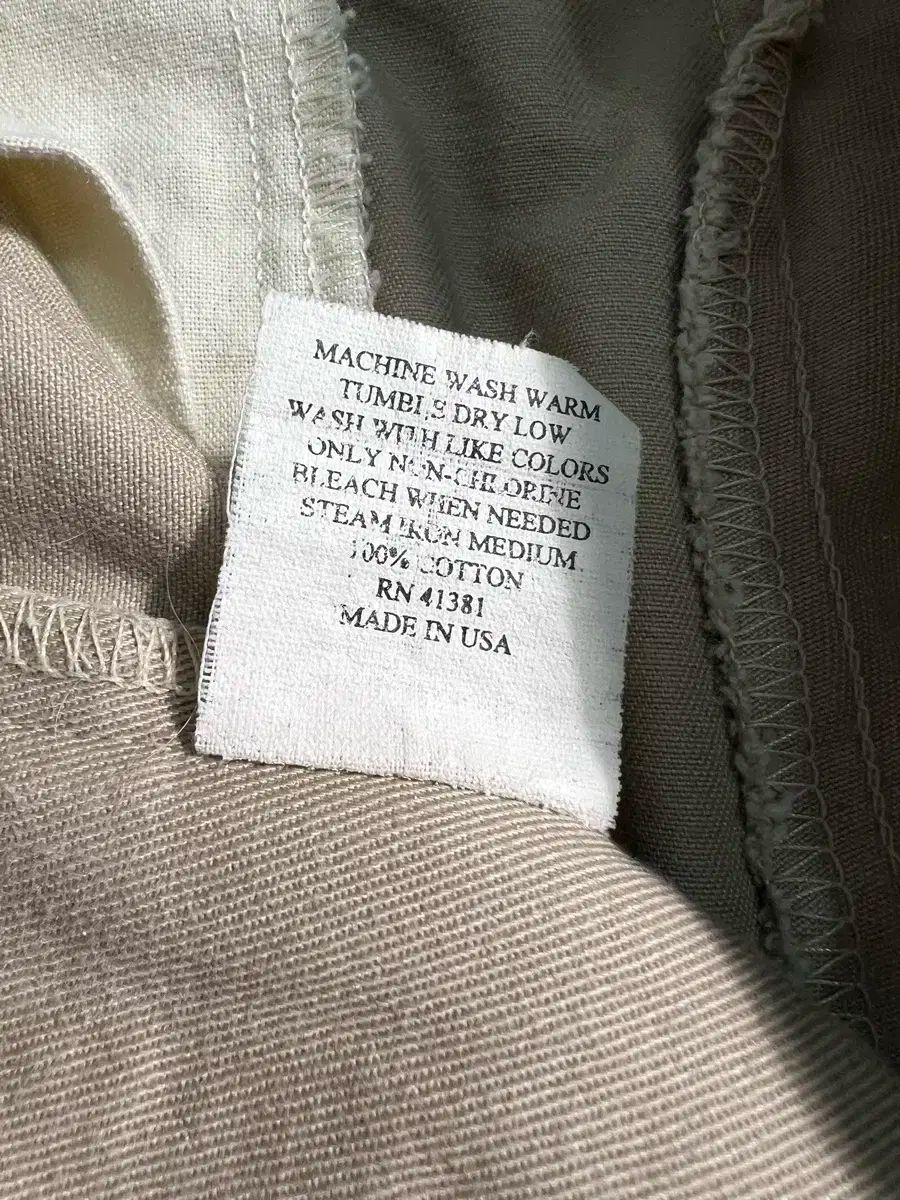 MACHINE WASH WARM
TUMBLE DRY LOW
WASH WITH LIKE COLORS
ONLY NON-CHLORINE
BLEACH WHEN NEEDED
STEAM IRON MEDIUM
100% COTTON
RN 41381
MADE IN USA